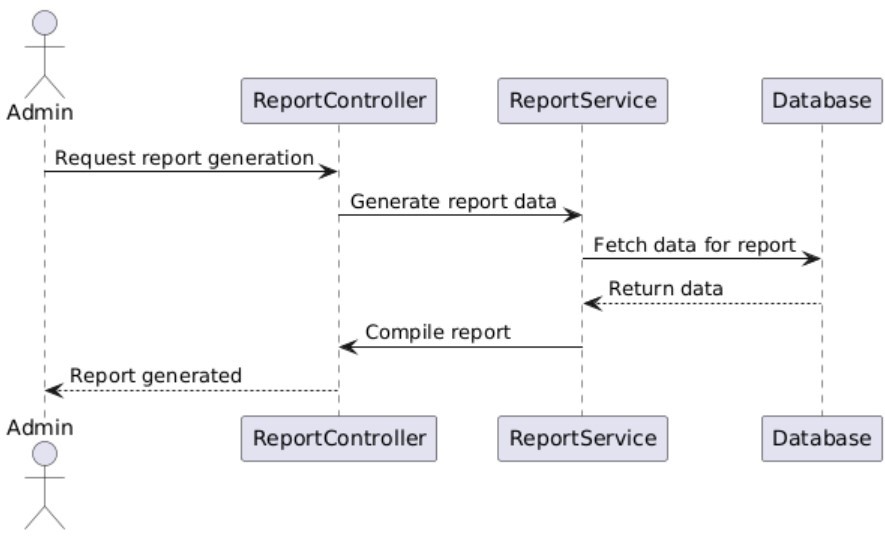 Admin
ReportController
ReportService
Database
Request report generation
Generate report data
Fetch data for report
Return data
Compile report
Report generated
Admin
ReportController
ReportService
Database